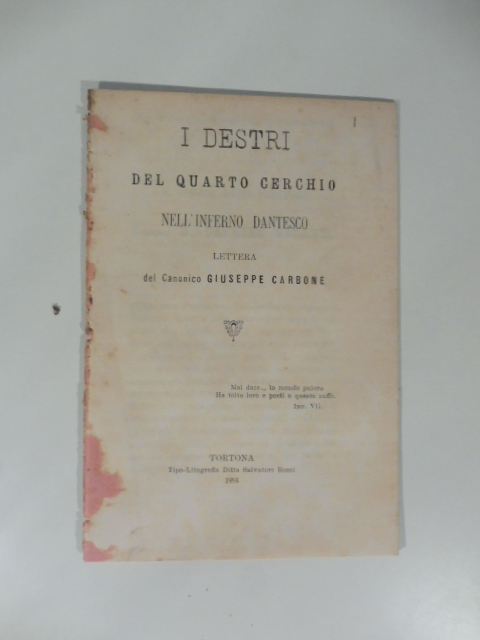 I DESTRI
DEL QUARTO CERCHIO
NELL'INFERNO DANTESCO
LETTERA
del Canonico GIUSEPPE CARBONE
Mal dare.., lo mondo pulcro
Ha tolto loro e posti a questa zuffa.
Inf. VII.
TORTONA
Tipo-Litografia Ditta Salvatore Rossi